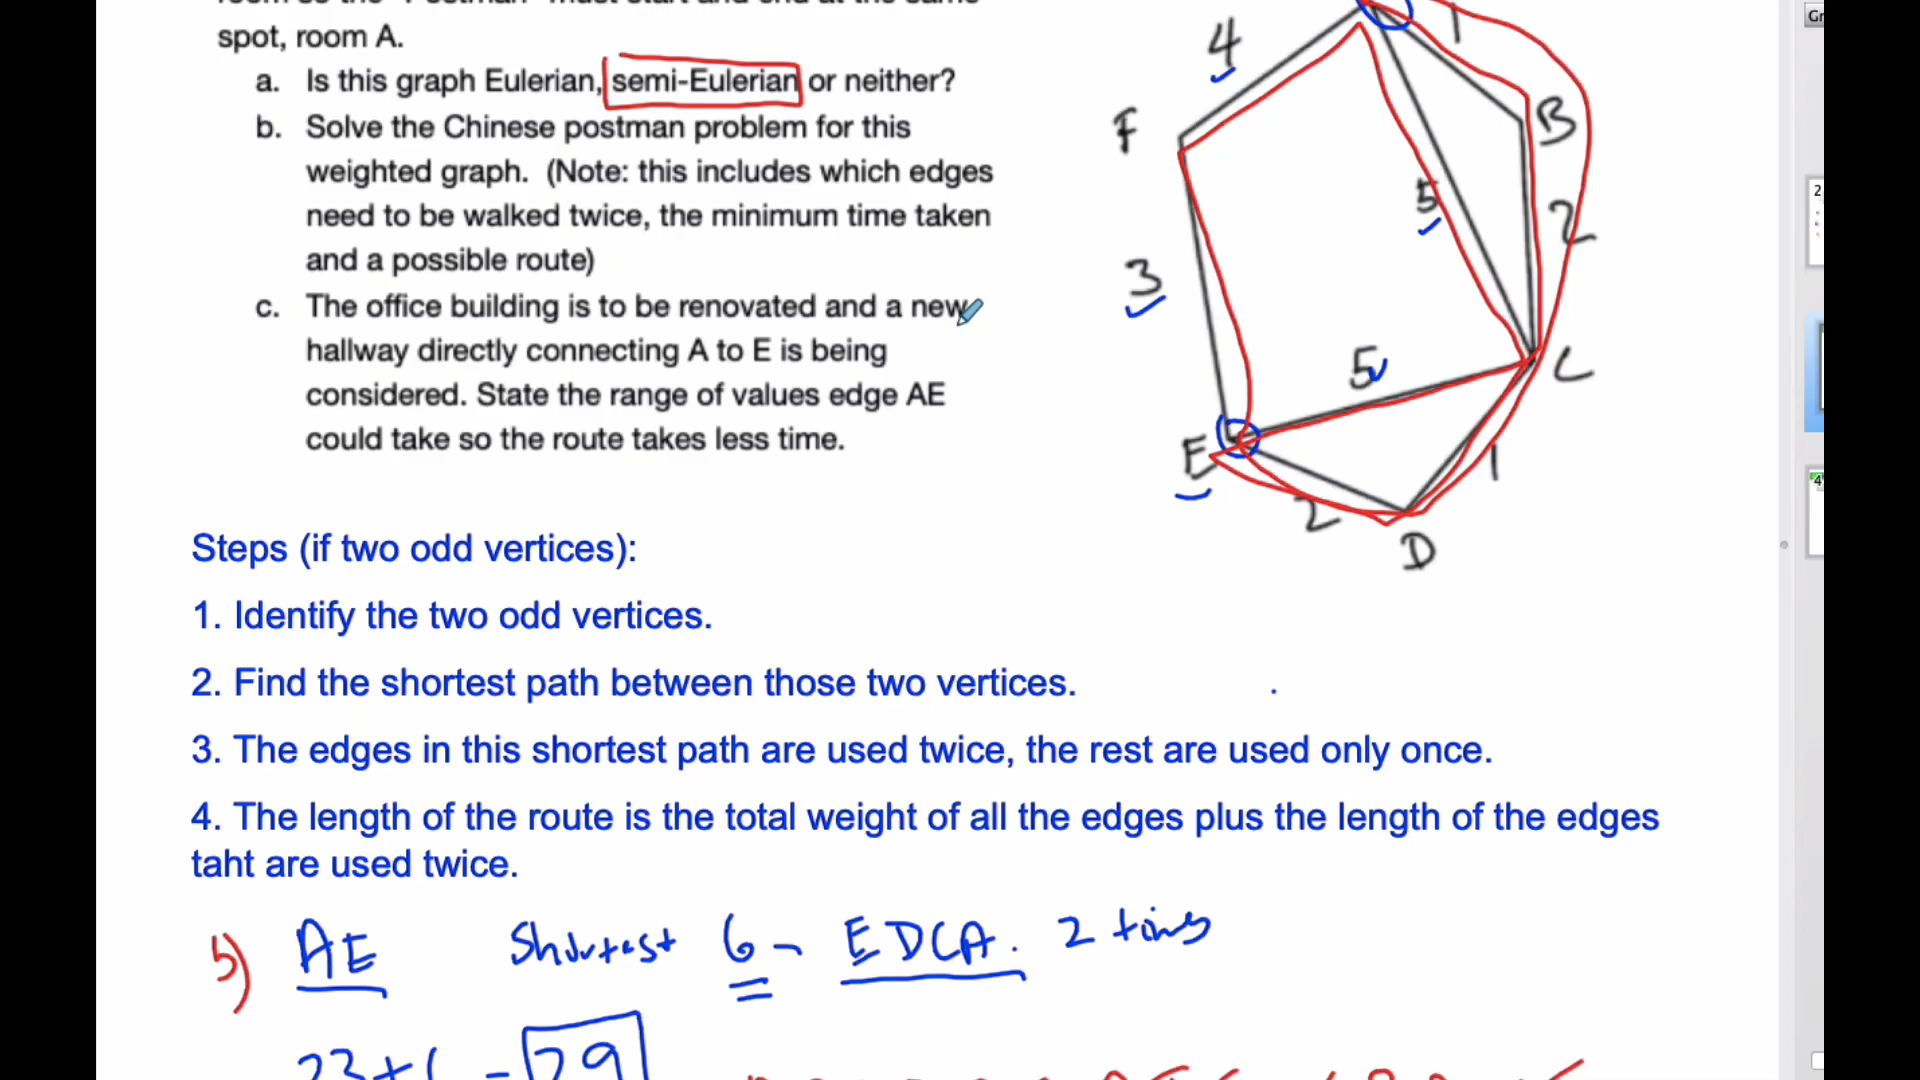 spot, room A.
a. Is this graph Eulerian, semi-Eulerian or neither?
b. Solve the Chinese postman problem for this
weighted graph. (Note: this includes which edges
need to be walked twice, the minimum time taken
and a possible route)
c. The office building is to be renovated and a new
hallway directly connecting A to E is being
considered. State the range of values edge AE
could take so the route takes less time.
4
1
F
B
5
2
3
5
C
E
1
2
D
Steps (if two odd vertices):
1. Identify the two odd vertices.
2. Find the shortest path between those two vertices.
3. The edges in this shortest path are used twice, the rest are used only once.
4. The length of the route is the total weight of all the edges plus the length of the edges
taht are used twice.
b) AE Shortest 6 - EDCA. 2 times
Gr
2
4